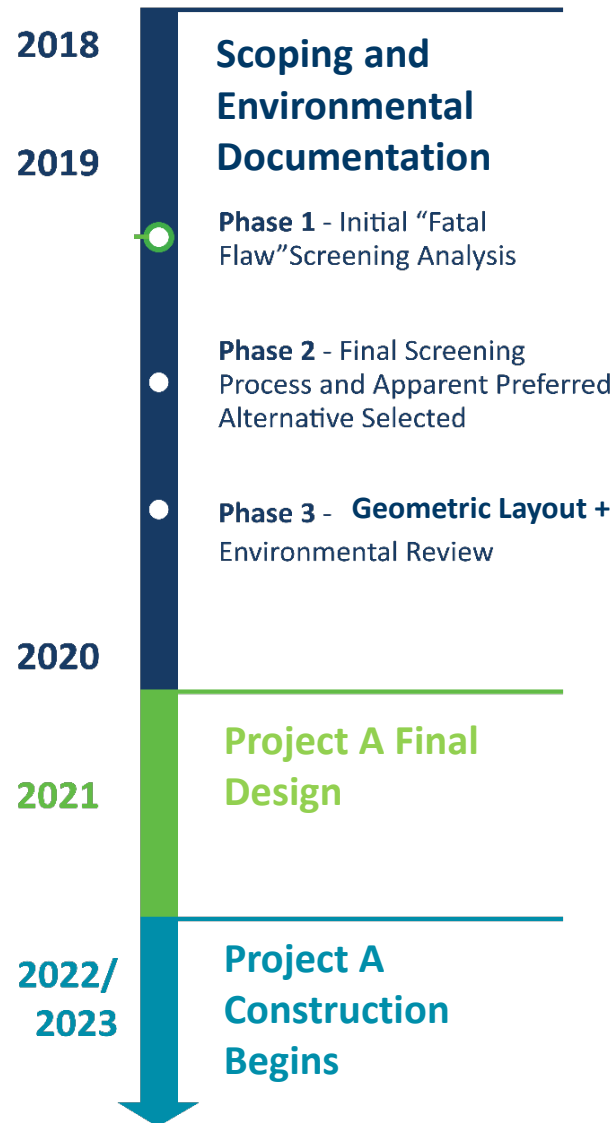 2018
Scoping and
Environmental
Documentation
2019
Phase 1 - Initial “Fatal
Flaw”Screening Analysis
Phase 2 - Final Screening
Process and Apparent Preferred
Alternative Selected
Phase 3 - Geometric Layout +
Environmental Review
2020
Project A Final
Design
2021
2022/
2023
Project A
Construction
Begins